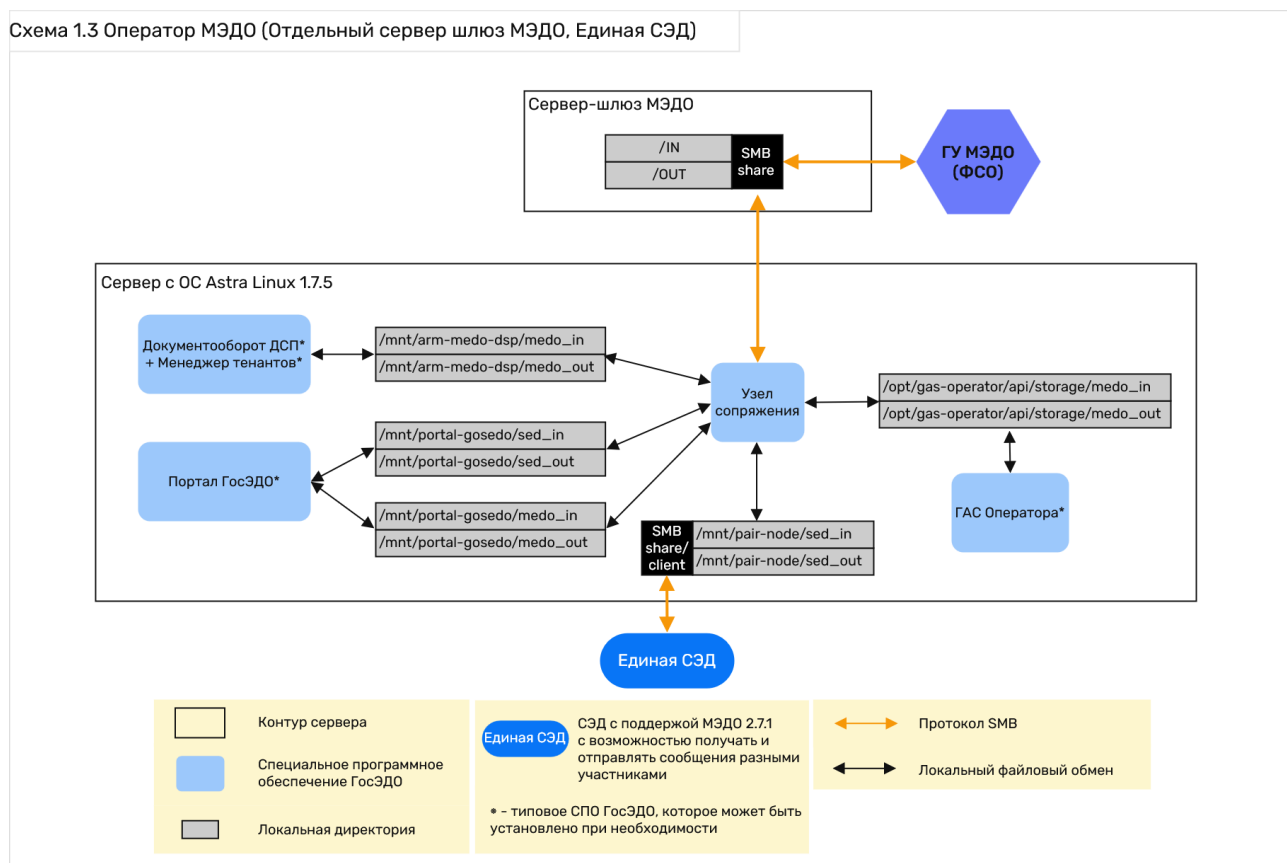 Схема 1.3 Оператор МЭДО (Отдельный сервер шлюз МЭДО, Единая СЭД)
Сервер-шлюз МЭДО
/IN
/OUT
SMB
share
ГУ МЭДО
(ФСО)
Сервер с ОС Astra Linux 1.7.5
Документооборот ДСП*
+ Менеджер тенантов*
/mnt/arm-medo-dsp/medo_in
/mnt/arm-medo-dsp/medo_out
Узел
сопряжения
/opt/gas-operator/api/storage/medo_in
/opt/gas-operator/api/storage/medo_out
Портал ГосЭДО*
/mnt/portal-gosedo/sed_in
/mnt/portal-gosedo/sed_out
/mnt/portal-gosedo/medo_in
/mnt/portal-gosedo/medo_out
ГАС Оператора*
SMB
share/
client
/mnt/pair-node/sed_in
/mnt/pair-node/sed_out
Единая СЭД
Контур сервера
Специальное программное
обеспечение ГосЭДО
Локальная директория
Единая СЭД
СЭД с поддержой МЭДО 2.7.1
с возможностью получать и
отправлять сообщения разными
участниками
* - типовое СПО ГосЭДО, которое может быть
установлено при необходимости
Протокол SMB
Локальный файловый обмен